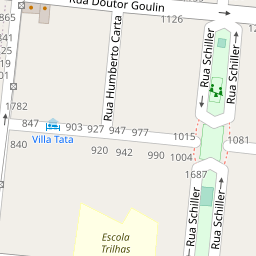 Rua Doutor Goulin
1126
865
Rua Humberto Carta
Rua Schiller
Rua Schiller
1782
847
903
927
947
977
1015
1081
Villa Tata
840
920
942
990
1004
1687
Rua Schiller
Rua Schiller
Escola
Trilhas